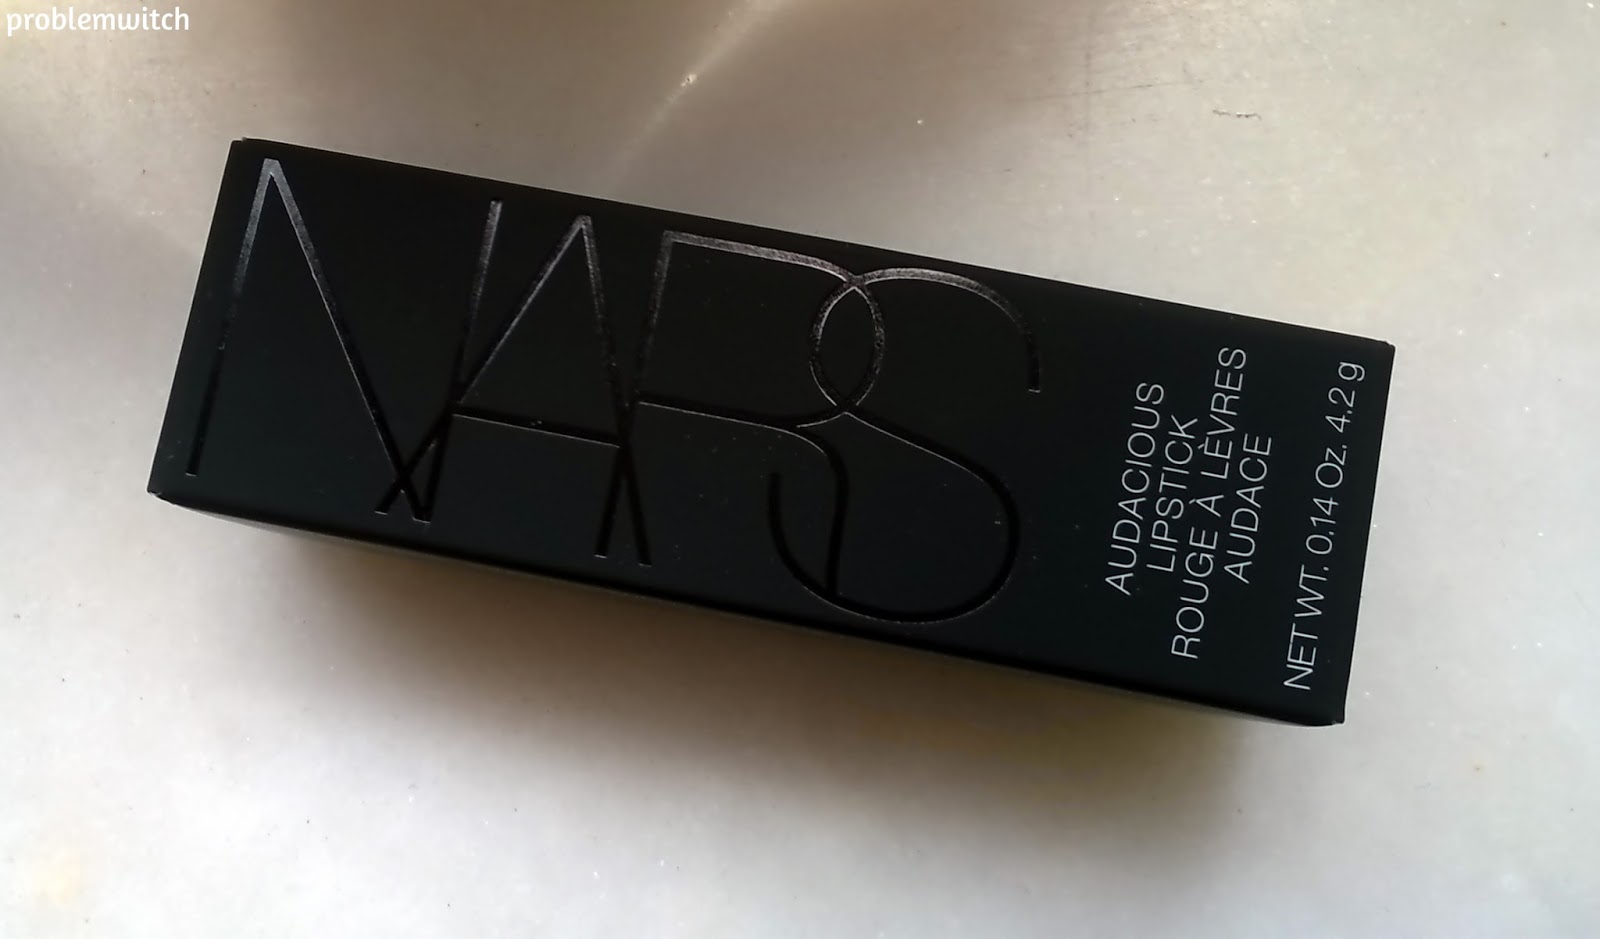 problemwitch
NARS
AUDACIOUS
LIPSTICK
ROUGE À LÈVRES
AUDACE
NET WT. 0.14 Oz. 4.2 g